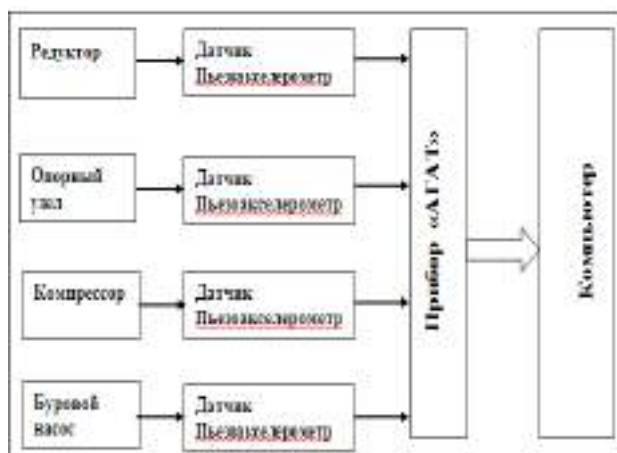 Редуктор
Датчик
Пьезоакселерометр
Опорный
узел
Датчик
Пьезоакселерометр
Компрессор
Датчик
Пьезоакселерометр
Буровой
насос
Датчик
Пьезоакселерометр
Прибор «АГАТ»
Компьютер